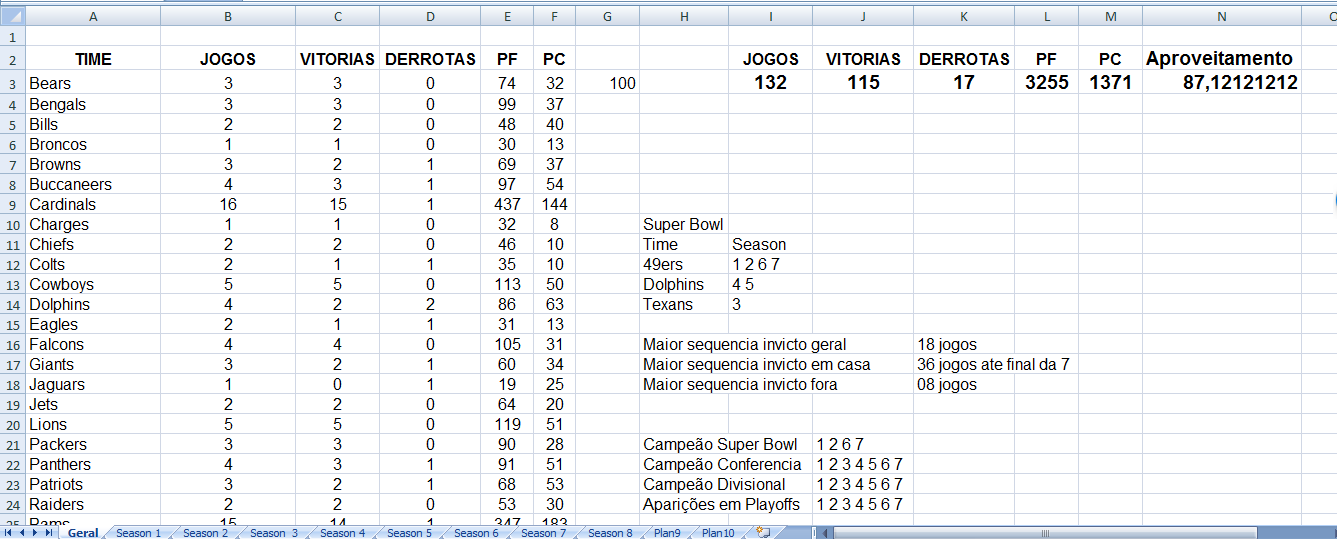 A B C D E F G H I J K L M N
1
2 TIME JOGOS VITORIAS DERROTAS PF PC JOGOS VITORIAS DERROTAS PF PC Aproveitamento
3 Bears 3 3 0 74 32 100 132 115 17 3255 1371 87,12121212
4 Bengals 3 3 0 99 37
5 Bills 2 2 0 48 40
6 Broncos 1 1 0 30 13
7 Browns 3 2 1 69 37
8 Buccaneers 4 3 1 97 54
9 Cardinals 16 15 1 437 144
10 Charges 1 1 0 32 8 Super Bowl
11 Chiefs 2 2 0 46 10 Time Season
12 Colts 2 1 1 35 10 49ers 1 2 6 7
13 Cowboys 5 5 0 113 50 Dolphins 4 5
14 Dolphins 4 2 2 86 63 Texans 3
15 Eagles 2 1 1 31 13
16 Falcons 4 4 0 105 31 Maior sequencia invicto geral 18 jogos
17 Giants 3 2 1 60 34 Maior sequencia invicto em casa 36 jogos ate final da 7
18 Jaguars 1 0 1 19 25 Maior sequencia invicto fora 08 jogos
19 Jets 2 2 0 64 20
20 Lions 5 5 0 119 51
21 Packers 3 3 0 90 28 Campeão Super Bowl 1 2 6 7
22 Panthers 4 3 1 91 51 Campeão Conferencia 1 2 3 4 5 6 7
23 Patriots 3 2 1 68 53 Campeão Divisional 1 2 3 4 5 6 7
24 Raiders 2 2 0 53 30 Aparições em Playoffs 1 2 3 4 5 6 7
25 Rams 15 14 1 347 183
Geral Season 1 Season 2 Season 3 Season 4 Season 5 Season 6 Season 7 Season 8 Plan9 Plan10